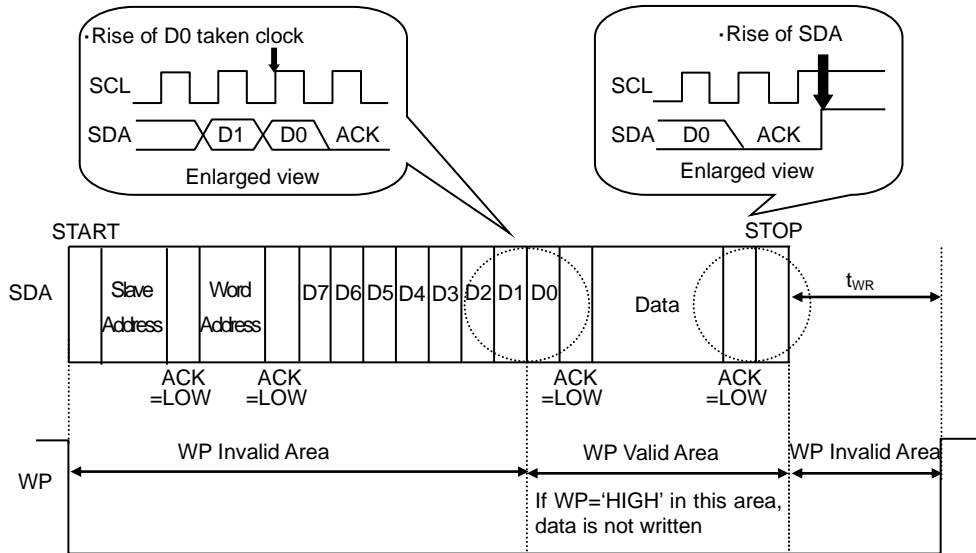 ·Rise of D0 taken clock
SCL
SDA D1 D0 ACK
Enlarged view
·Rise of SDA
SCL
SDA D0 ACK
Enlarged view
START STOP
SDA Slave Address Word Address D7 D6 D5 D4 D3 D2 D1 D0 Data tWR
ACK =LOW ACK =LOW ACK =LOW ACK =LOW
WP WP Invalid Area WP Valid Area WP Invalid Area
If WP=‘HIGH’ in this area,
data is not written